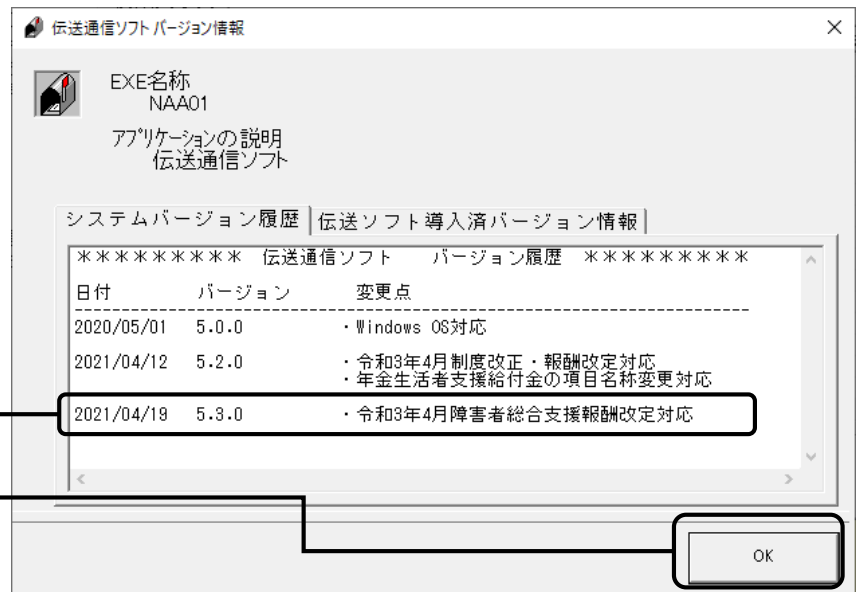 伝送通信ソフト バージョン情報
EXE名称
NAA01
アプリケーションの説明
伝送通信ソフト
システムバージョン履歴 伝送ソフト導入済バージョン情報
********* 伝送通信ソフト バージョン履歴 *********
日付 バージョン 変更点
--------------------------------------------------------------------------
2020/05/01 5.0.0 ・Windows OS対応
2021/04/12 5.2.0 ・令和3年4月制度改正・報酬改定対応
・年金生活者支援給付金の項目名称変更対応
2021/04/19 5.3.0 ・令和3年4月障害者総合支援報酬改定対応
OK